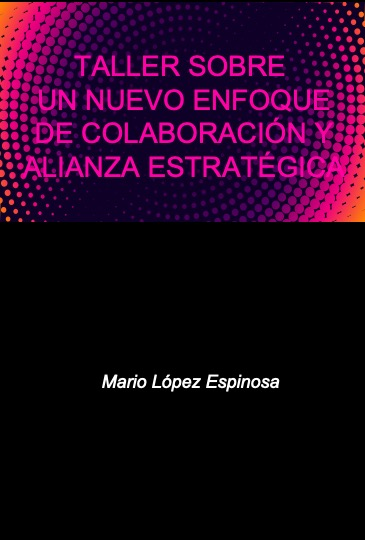 TALLER SOBRE
UN NUEVO ENFOQUE
DE COLABORACIÓN Y
ALIANZA ESTRATÉGICA
Mario López Espinosa